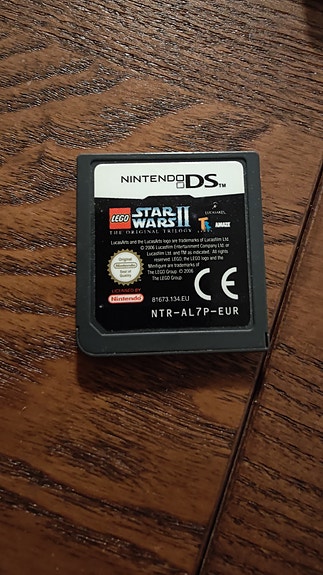 NINTENDO DS™
LEGO STAR WARS II
THE ORIGINAL TRILOGY
LUCASARTS
TT
AMAZE
LucasArts and the LucasArts logo are trademarks of Lucasfilm Ltd.
© 2006 Lucasfilm Entertainment Company Ltd. or
Lucasfilm Ltd. and TM as indicated. All rights
reserved. LEGO, the LEGO logo and the
Minifigure are trademarks of
The LEGO Group. © 2006
The LEGO Group.
Original
Nintendo
Seal of
Quality
LICENSED BY
Nintendo
81673.134.EU
CE
NTR-AL7P-EUR